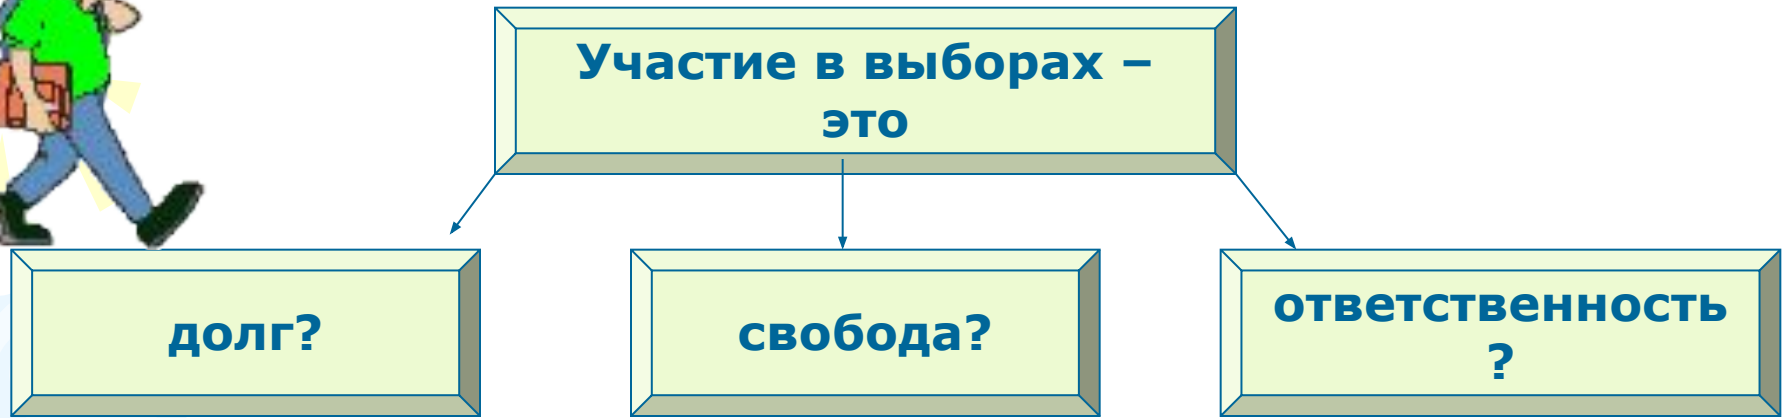 Участие в выборах –
это
долг?
свобода?
ответственность
?